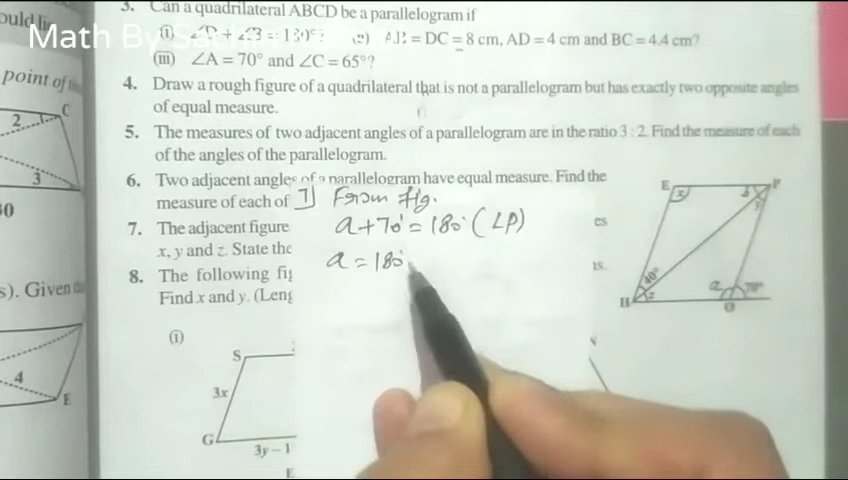 3. Can a quadrilateral ABCD be a parallelogram if
Math By
(i) ∠D + ∠B = 180°? AB = DC = 8 cm, AD = 4 cm and BC = 4.4 cm?
(iii) ∠A = 70° and ∠C = 65°?
point of
4. Draw a rough figure of a quadrilateral that is not a parallelogram but has exactly two opposite angles
of equal measure.
C
2
5. The measures of two adjacent angles of a parallelogram are in the ratio 3 : 2. Find the measure of each
of the angles of the parallelogram.
3
6. Two adjacent angles of a parallelogram have equal measure. Find the
measure of each of
7) From fig.
E
x
P
7. The adjacent figure
a + 70° = 180° (LP)
es
x, y and z. State the
a = 180°
s). Given
8. The following
Find x and y. (Leng
40°
z
a
70°
H
O
(i)
S
3x
4
E
G
3y – 1
E